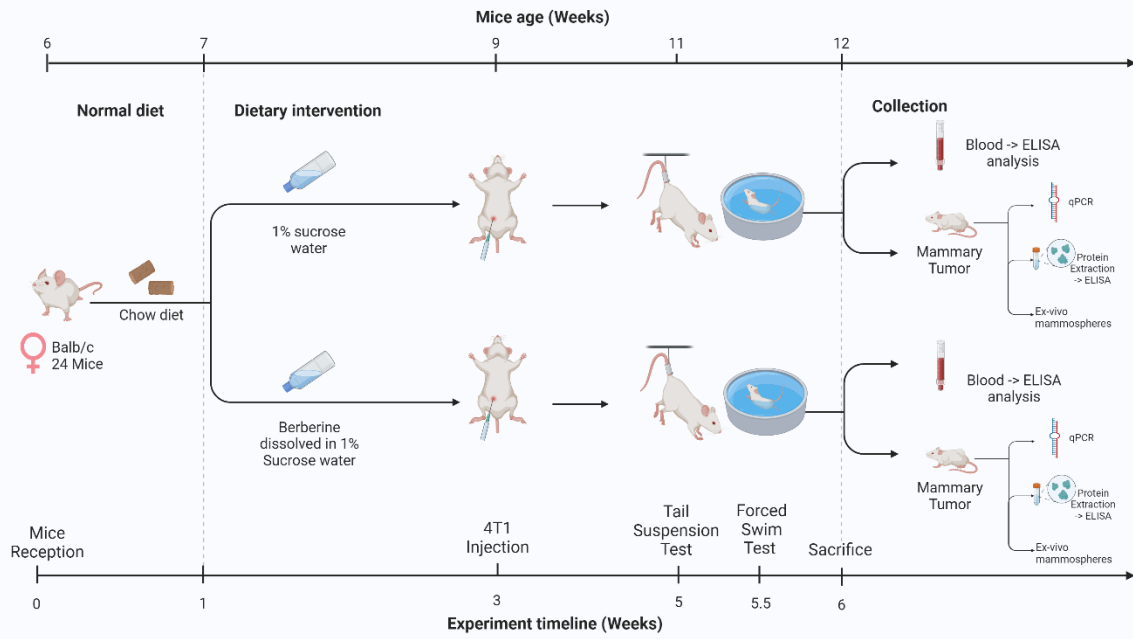 Mice age (Weeks)
6
7
9
11
12
Normal diet
Dietary intervention
Collection
Blood -> ELISA
analysis
qPCR
1% sucrose
water
Mammary
Tumor
Protein
Extraction
-> ELISA
Ex-vivo
mammospheres
Chow diet
Balb/c
24 Mice
Blood -> ELISA
analysis
Berberine
dissolved in 1%
Sucrose water
qPCR
Mammary
Tumor
Protein
Extraction
-> ELISA
Ex-vivo
mammospheres
Mice
Reception
4T1
Injection
Tail
Suspension
Test
Forced
Swim
Test
Sacrifice
0
1
3
5
5.5
6
Experiment timeline (Weeks)